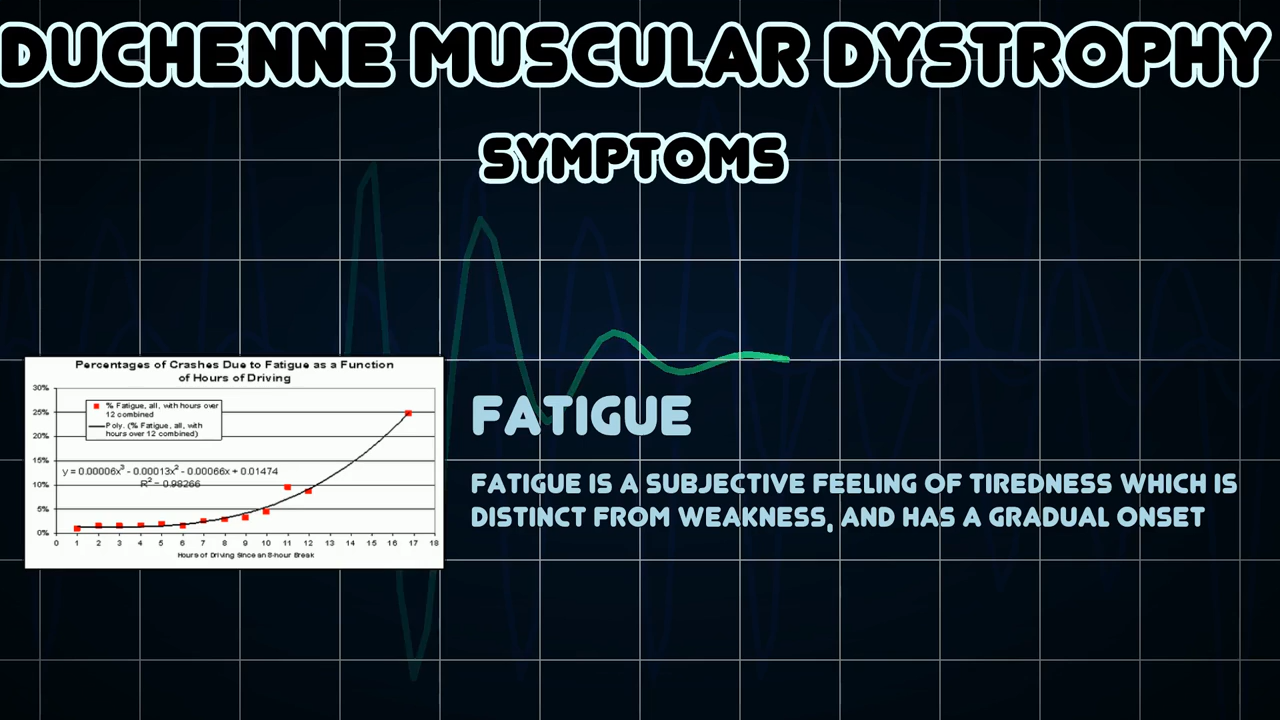 DUCHENNE MUSCULAR DYSTROPHY
SYMPTOMS
Percentages of Crashes Due to Fatigue as a Function
of Hours of Driving
30%
25%
20%
15%
10%
5%
0%
% Fatigue, all, with hours over
12 combined
Poly. (% Fatigue, all, with
hours over 12 combined)
y = 0.00006x³ - 0.00013x² - 0.00066x + 0.01474
R² = 0.98266
0 1 2 3 4 5 6 7 8 9 10 11 12 13 14 15 16 17 18
Hours of Driving Since an 8-hour Break
FATIGUE
FATIGUE IS A SUBJECTIVE FEELING OF TIREDNESS WHICH IS
DISTINCT FROM WEAKNESS, AND HAS A GRADUAL ONSET